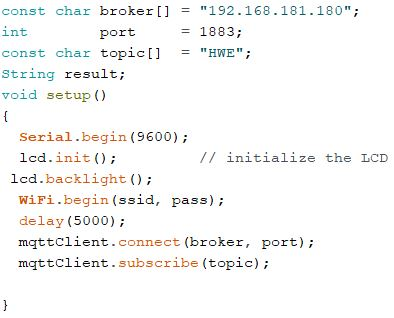 const char broker[] = "192.168.181.180";
int        port     = 1883;
const char topic[]  = "HWE";
String result;
void setup()
{
  Serial.begin(9600);
  lcd.init();          // initialize the LCD
 lcd.backlight();
  WiFi.begin(ssid, pass);
  delay(5000);
  mqttClient.connect(broker, port);
  mqttClient.subscribe(topic);

}